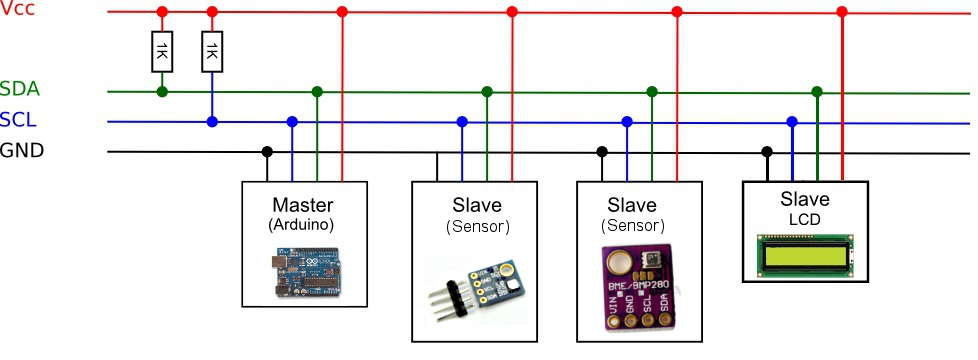 Vcc
1K
1K
SDA
SCL
GND
Master
(Arduino)
Slave
(Sensor)
Slave
(Sensor)
Slave
LCD
BME/BMP280
VIN
GND
SCL
SDA